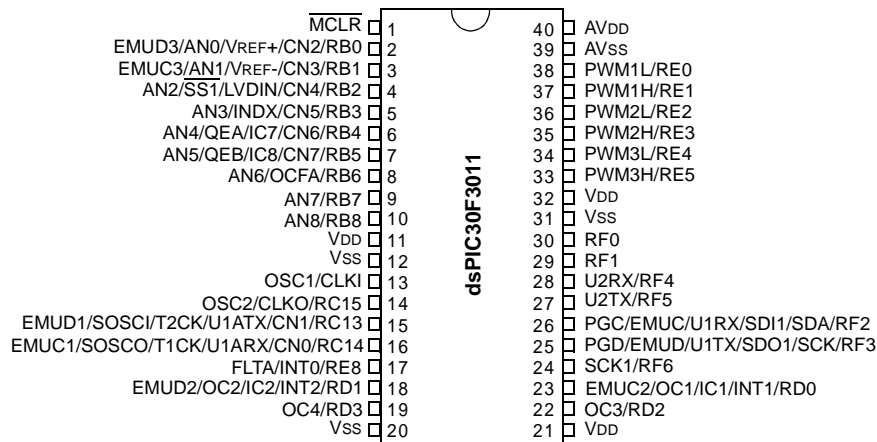 MCLR 1
EMUD3/AN0/VREF+/CN2/RB0 2
EMUC3/AN1/VREF-/CN3/RB1 3
AN2/SS1/LVDIN/CN4/RB2 4
AN3/INDX/CN5/RB3 5
AN4/QEA/IC7/CN6/RB4 6
AN5/QEB/IC8/CN7/RB5 7
AN6/OCFA/RB6 8
AN7/RB7 9
AN8/RB8 10
VDD 11
VSS 12
OSC1/CLKI 13
OSC2/CLKO/RC15 14
EMUD1/SOSCI/T2CK/U1ATX/CN1/RC13 15
EMUC1/SOSCO/T1CK/U1ARX/CN0/RC14 16
FLTA/INT0/RE8 17
EMUD2/OC2/IC2/INT2/RD1 18
OC4/RD3 19
VSS 20
dsPIC30F3011
40 AVDD
39 AVSS
38 PWM1L/RE0
37 PWM1H/RE1
36 PWM2L/RE2
35 PWM2H/RE3
34 PWM3L/RE4
33 PWM3H/RE5
32 VDD
31 VSS
30 RF0
29 RF1
28 U2RX/RF4
27 U2TX/RF5
26 PGC/EMUC/U1RX/SDI1/SDA/RF2
25 PGD/EMUD/U1TX/SDO1/SCK/RF3
24 SCK1/RF6
23 EMUC2/OC1/IC1/INT1/RD0
22 OC3/RD2
21 VDD